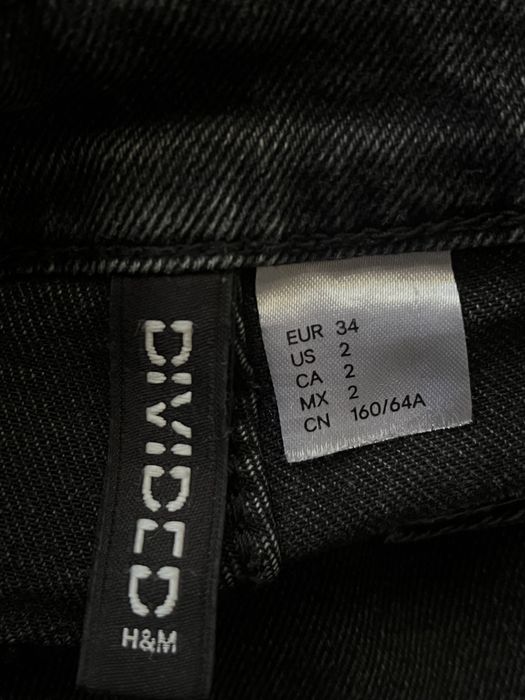 DIVIDED
H&M
EUR 34
US 2
CA 2
MX 2
CN 160/64A